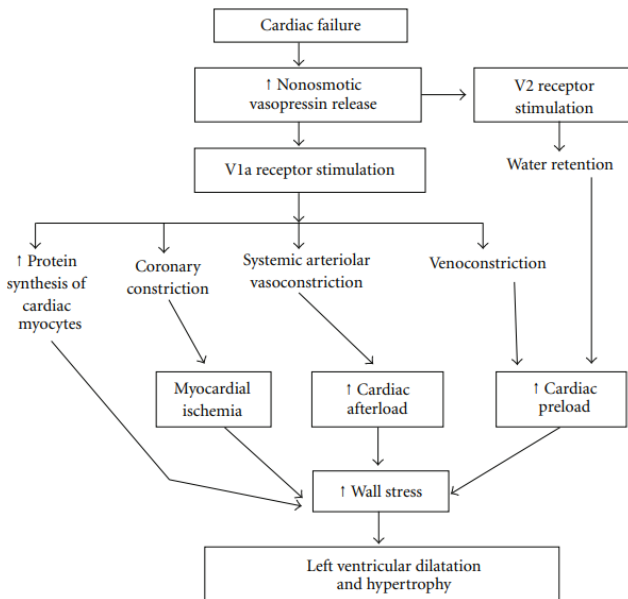 Cardiac failure
↑ Nonosmotic
vasopressin release
V2 receptor
stimulation
V1a receptor stimulation
Water retention
↑ Protein
synthesis of
cardiac
myocytes
Coronary
constriction
Systemic arteriolar
vasoconstriction
Venoconstriction
Myocardial
ischemia
↑ Cardiac
afterload
↑ Cardiac
preload
↑ Wall stress
Left ventricular dilatation
and hypertrophy